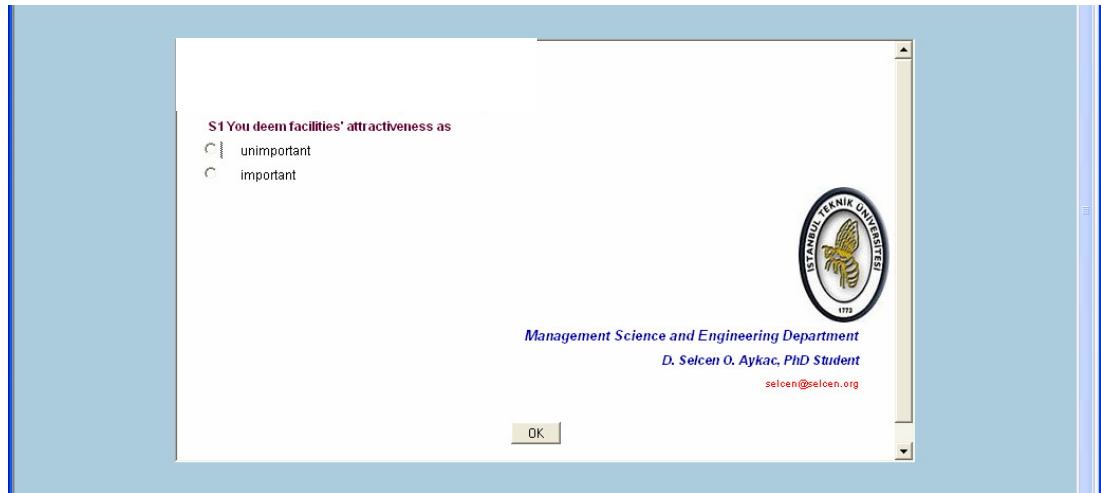 S1 You deem facilities' attractiveness as
unimportant
important
İSTANBUL TEKNİK ÜNİVERSİTESİ
1773
Management Science and Engineering Department
D. Selcen O. Aykac, PhD Student
selcen@selcen.org
OK